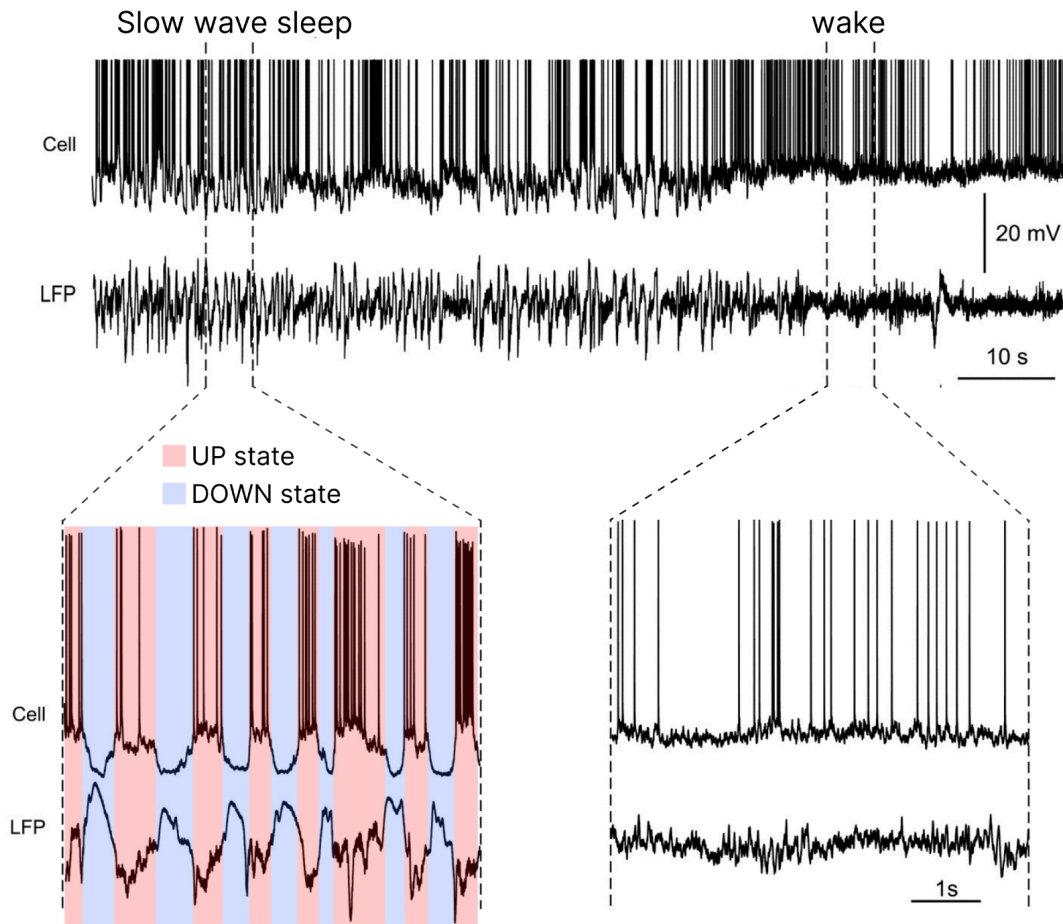 Slow wave sleep
wake
Cell
20 mV
LFP
10 s
UP state
DOWN state
Cell
LFP
1s